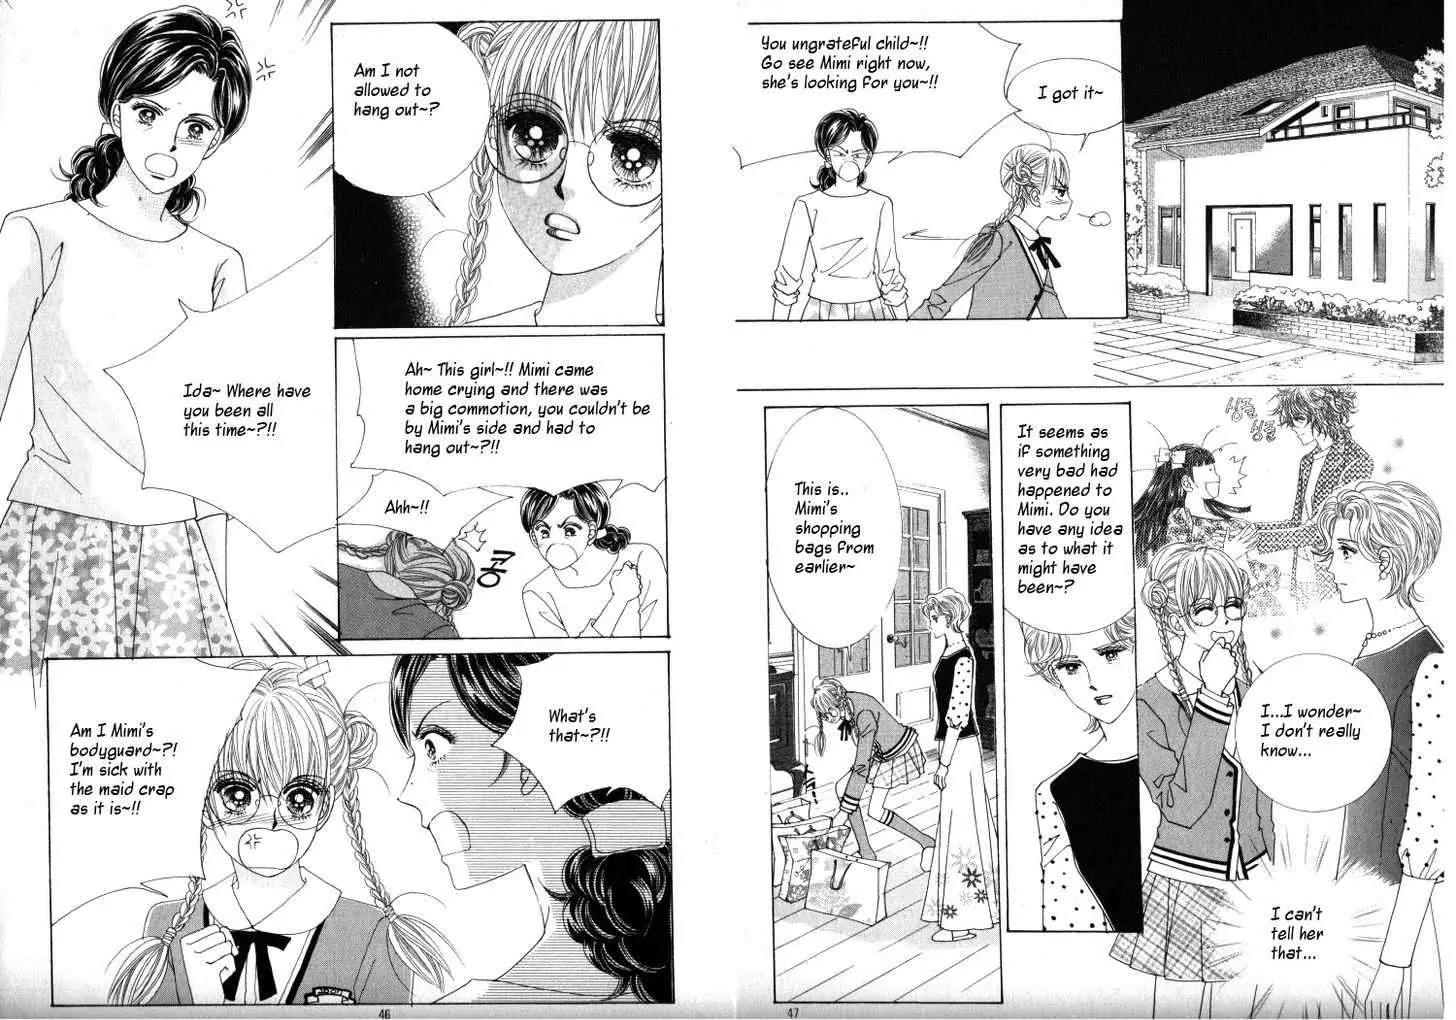 Ida~ Where have
you been all
this time~?!!
Am I not
allowed to
hang out~?
Ah~ This girl~!! Mimi came
home crying and there was
a big commotion, you couldn't be
by Mimi's side and had to
hang out~?!!
Ahh~!!
Am I Mimi's
bodyguard~?!
I'm sick with
the maid crap
as it is~!!
What's
that~?!!
46
You ungrateful child~!!
Go see Mimi right now,
she's looking for you~!!
I got it~
This is..
Mimi's
shopping
bags from
earlier~
It seems as
if something
very bad had
happened to
Mimi. Do you
have any idea
as to what it
might have
been~?
싱글
싱글
I...I wonder~
I don't really
know...
I can't
tell her
that...
47